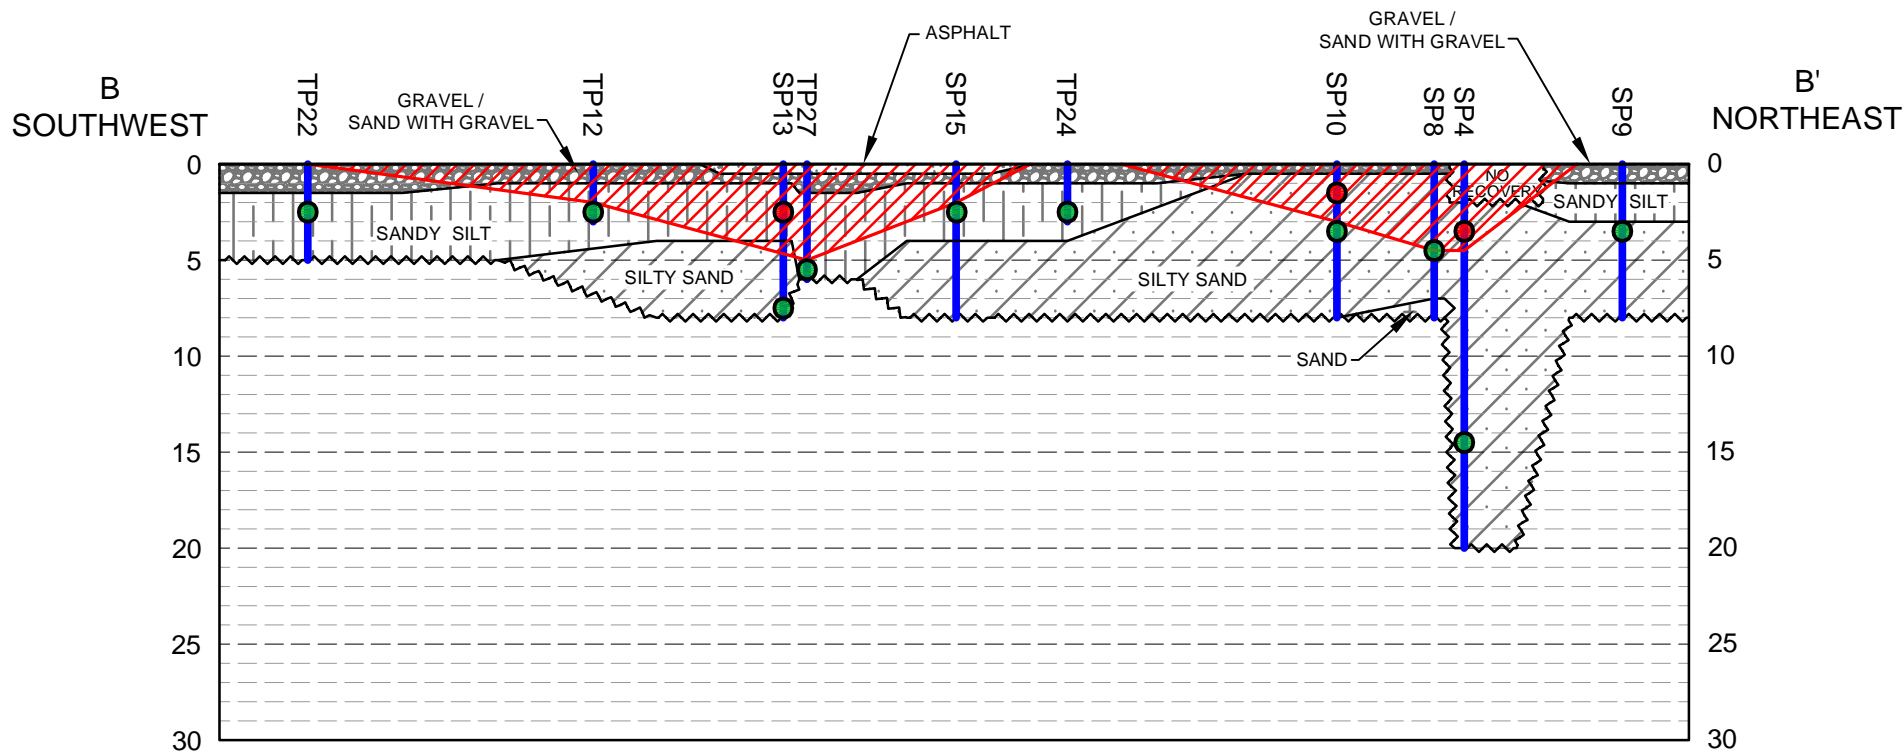 GRAVEL /
SAND WITH GRAVEL
ASPHALT
B
SOUTHWEST
GRAVEL /
SAND WITH GRAVEL
TP22
TP12
SP13
TP27
SP15
TP24
SP10
SP8
SP4
SP9
B'
NORTHEAST
0
0
NO
RECOVERY
SANDY SILT
SANDY SILT
5
5
SILTY SAND
SILTY SAND
SAND
10
10
15
15
20
20
25
25
30
30